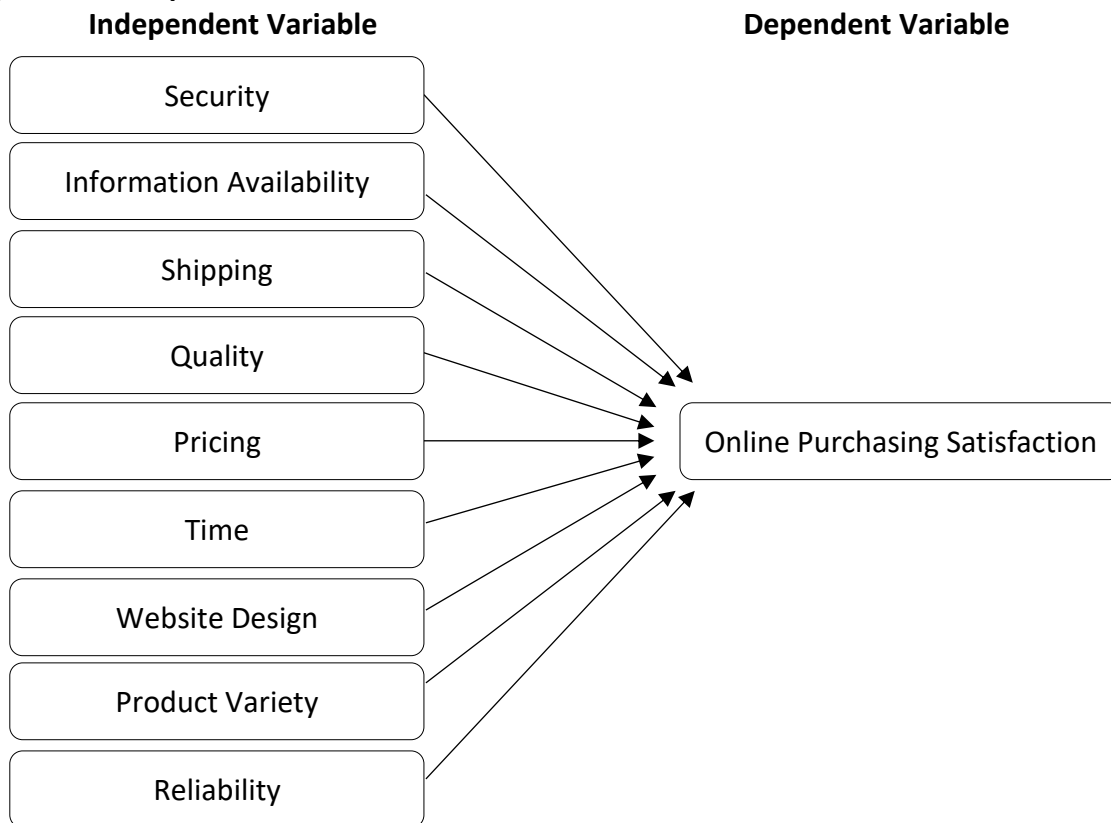 Independent Variable
Dependent Variable
Security
Information Availability
Shipping
Quality
Pricing
Online Purchasing Satisfaction
Time
Website Design
Product Variety
Reliability